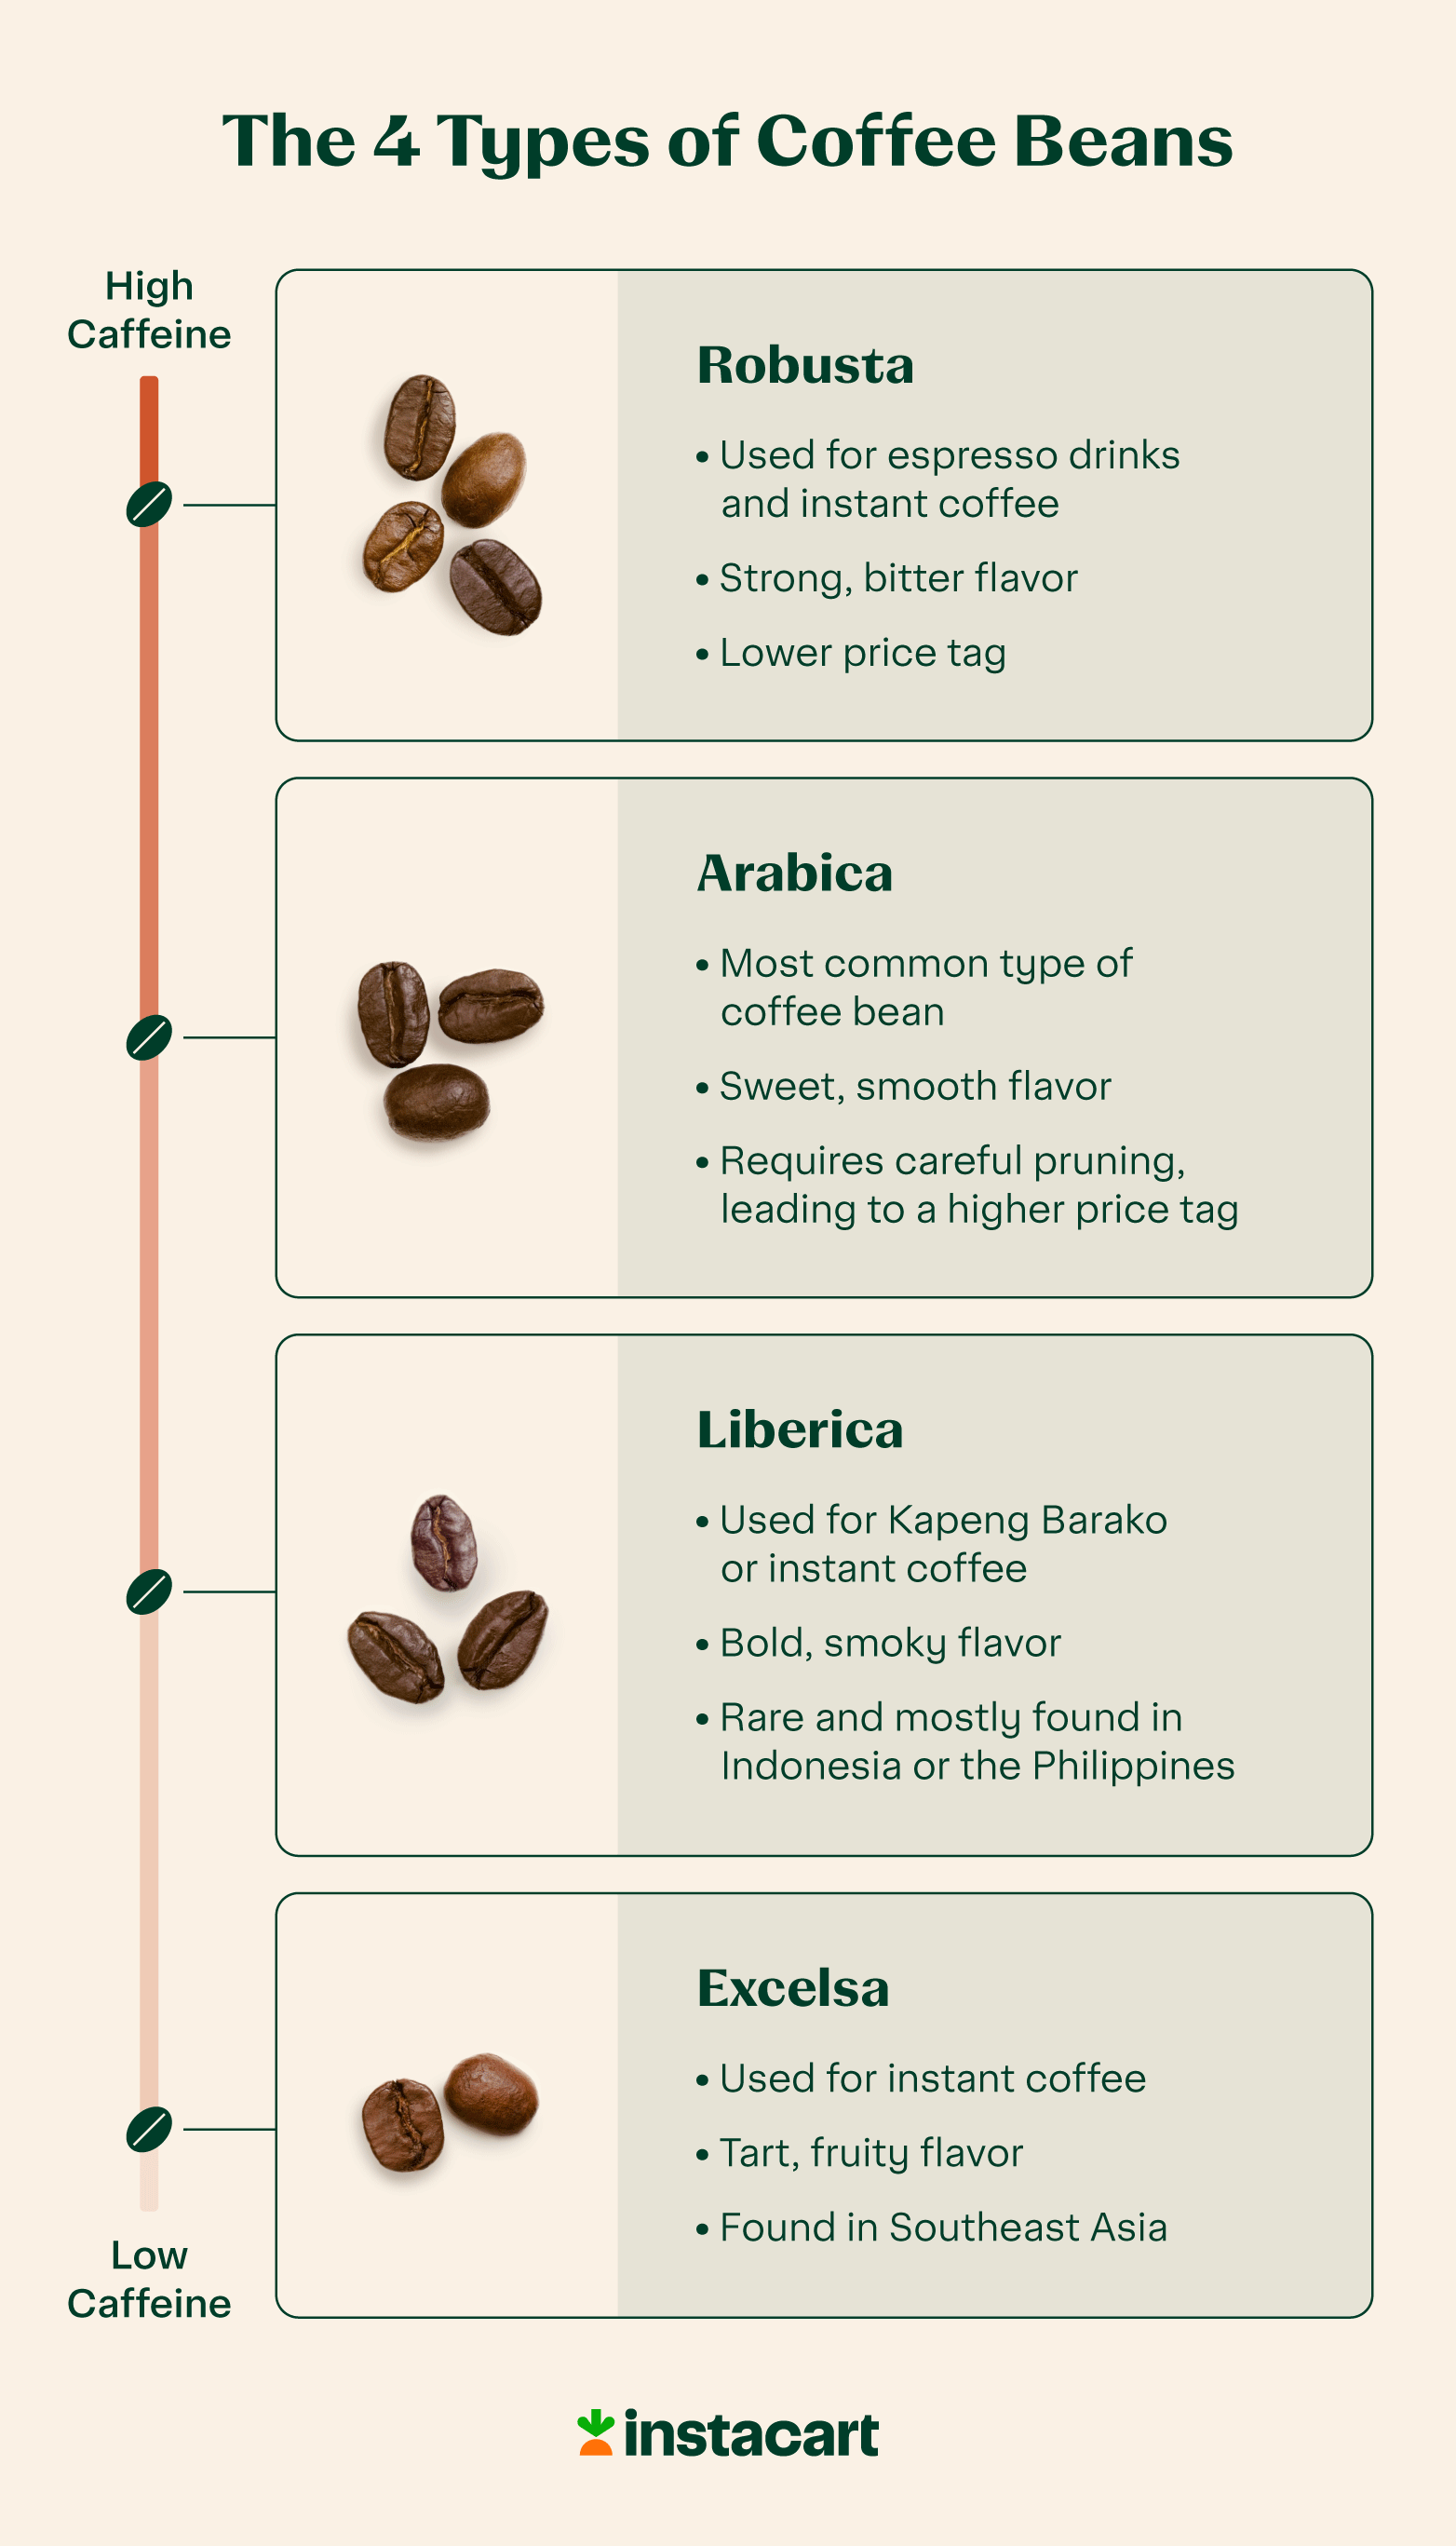 The 4 Types of Coffee Beans
High
Caffeine
Robusta
• Used for espresso drinks
and instant coffee
• Strong, bitter flavor
• Lower price tag
Arabica
• Most common type of
coffee bean
• Sweet, smooth flavor
• Requires careful pruning,
leading to a higher price tag
Liberica
• Used for Kapeng Barako
or instant coffee
• Bold, smoky flavor
• Rare and mostly found in
Indonesia or the Philippines
Excelsa
• Used for instant coffee
• Tart, fruity flavor
• Found in Southeast Asia
Low
Caffeine
instacart